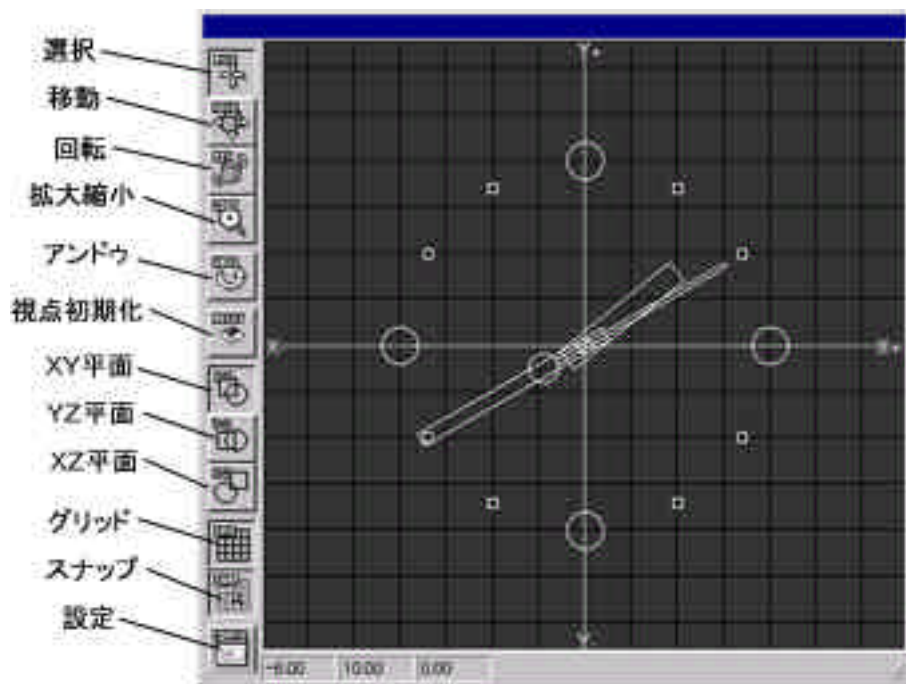 選択
移動
回転
拡大縮小
アンドゥ
視点初期化
XY平面
YZ平面
XZ平面
グリッド
スナップ
設定
-6.00 10.00 0.00